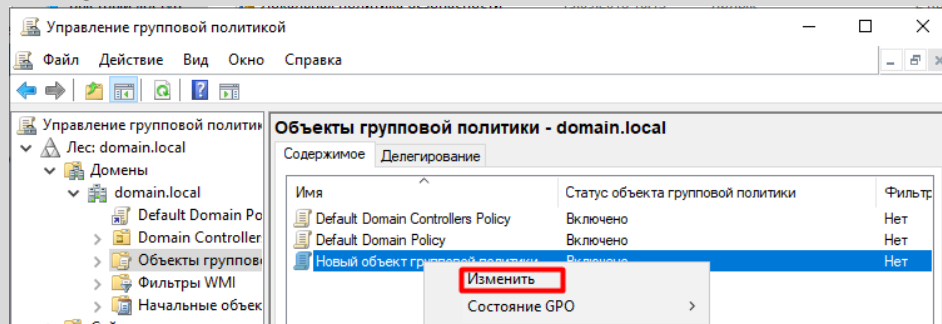 Управление групповой политикой
Файл Действие Вид Окно Справка
Управление групповой политик
Лес: domain.local
Домены
domain.local
Default Domain Po
Domain Controller
Объекты группов
Фильтры WMI
Начальные объек
Объекты групповой политики - domain.local
Содержимое Делегирование
Имя Статус объекта групповой политики Фильтр
Default Domain Controllers Policy Включено Нет
Default Domain Policy Включено Нет
Новый объект групповой политики Включено Нет
Изменить
Состояние GPO